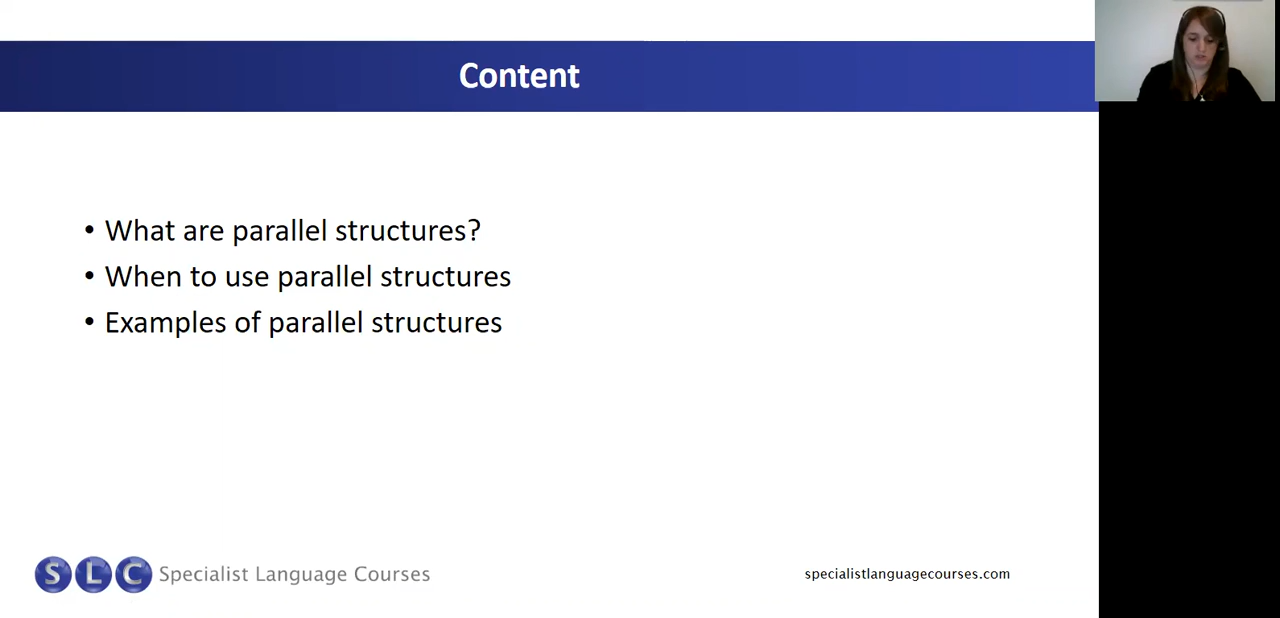 Content
• What are parallel structures?
• When to use parallel structures
• Examples of parallel structures
SLC Specialist Language Courses
specialistlanguagecourses.com